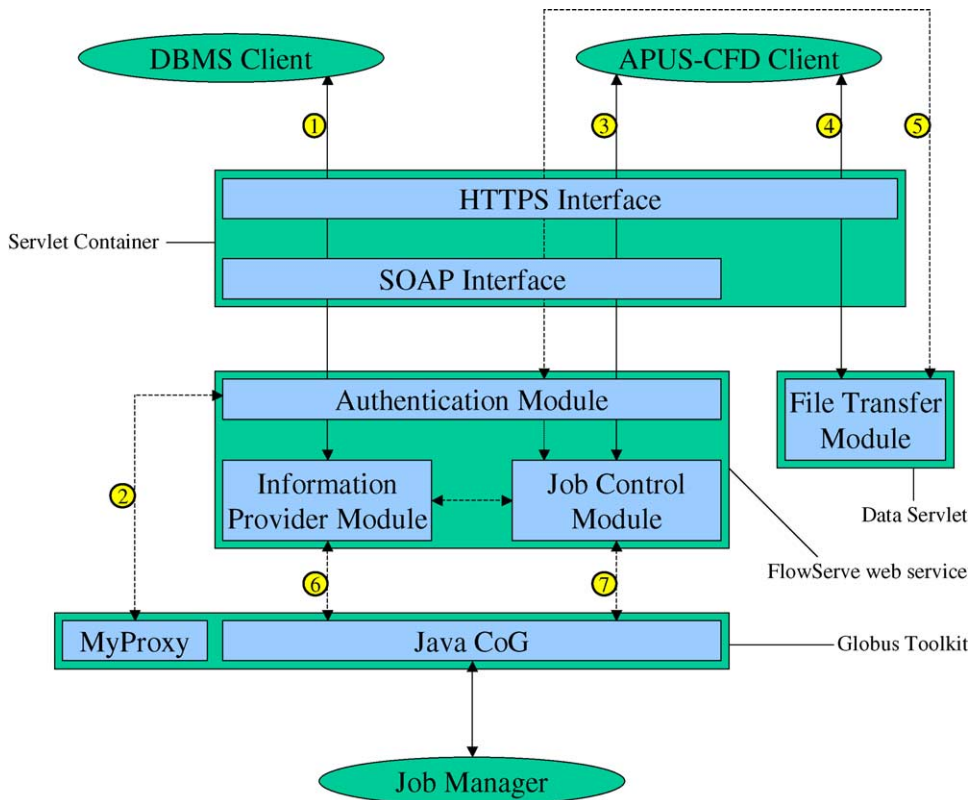 DBMS Client
APUS-CFD Client
1
3
4
5
HTTPS Interface
Servlet Container
SOAP Interface
Authentication Module
File Transfer
Module
2
Information
Provider Module
Job Control
Module
Data Servlet
FlowServe web service
6
7
MyProxy
Java CoG
Globus Toolkit
Job Manager